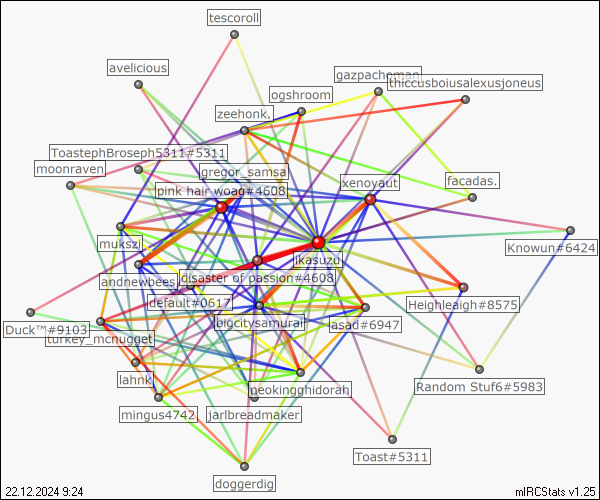 tescoroll
avelicious
gazpachoman
thiccusboiusalexusjoneus
ogshroom
zeehonk.
ToastephBroseph5311#5311
moonraven
gregor_samsa
pink hair woag#4608
xenoyaut
facadas.
mukszi
Knowun#6424
ikasuzu
andnewbees
disaster of passion#4608
default#0617
Heighleaigh#8575
Duck™#9103
bigcitysamurai
asad#6947
turkey_mcnugget
lahnk
neokingghidorah
Random Stuf6#5983
mingus4742
jarlbreadmaker
Toast#5311
doggerdig
22.12.2024 9:24
mIRCStats v1.25